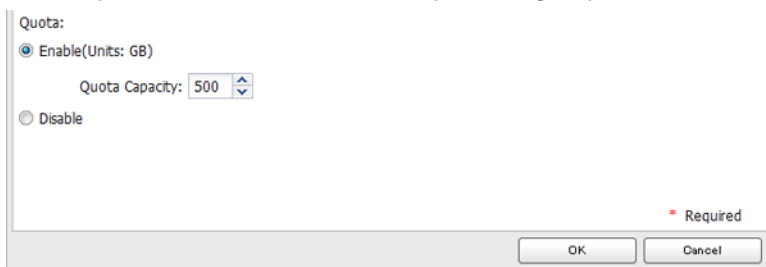 Quota:
Enable(Units: GB)
Quota Capacity: 500
Disable
* Required
OK Cancel